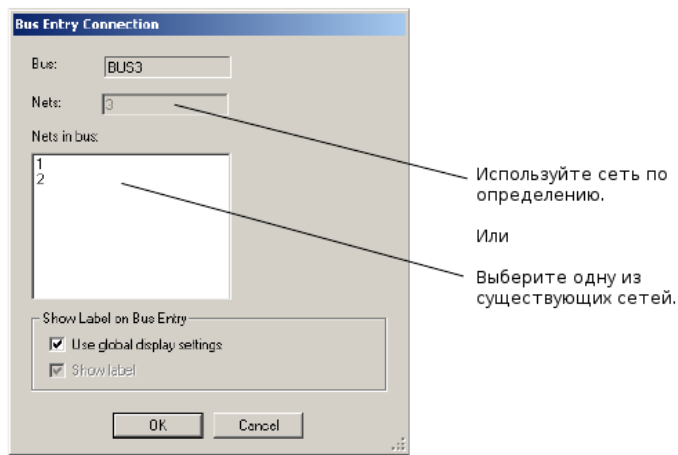 Bus Entry Connection
Bus: BUS3
Nets: 3
Nets in bus:
1
2
Используйте сеть по
определению.
Или
Выберите одну из
существующих сетей.
Show Label on Bus Entry
Use global display settings
Show label
OK Cancel